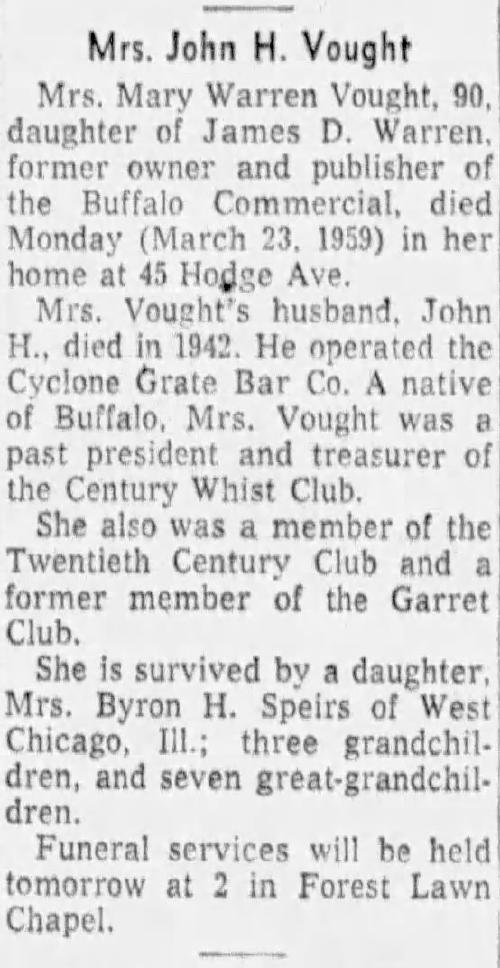 Mrs. John H. Vought
Mrs. Mary Warren Vought, 90,
daughter of James D. Warren,
former owner and publisher of
the Buffalo Commercial, died
Monday (March 23, 1959) in her
home at 45 Hodge Ave.
Mrs. Vought's husband, John
H., died in 1942. He operated the
Cyclone Grate Bar Co. A native
of Buffalo, Mrs. Vought was a
past president and treasurer of
the Century Whist Club.
She also was a member of the
Twentieth Century Club and a
former member of the Garret
Club.
She is survived by a daughter,
Mrs. Byron H. Speirs of West
Chicago, Ill.; three grandchil-
dren, and seven great-grandchil-
dren.
Funeral services will be held
tomorrow at 2 in Forest Lawn
Chapel.